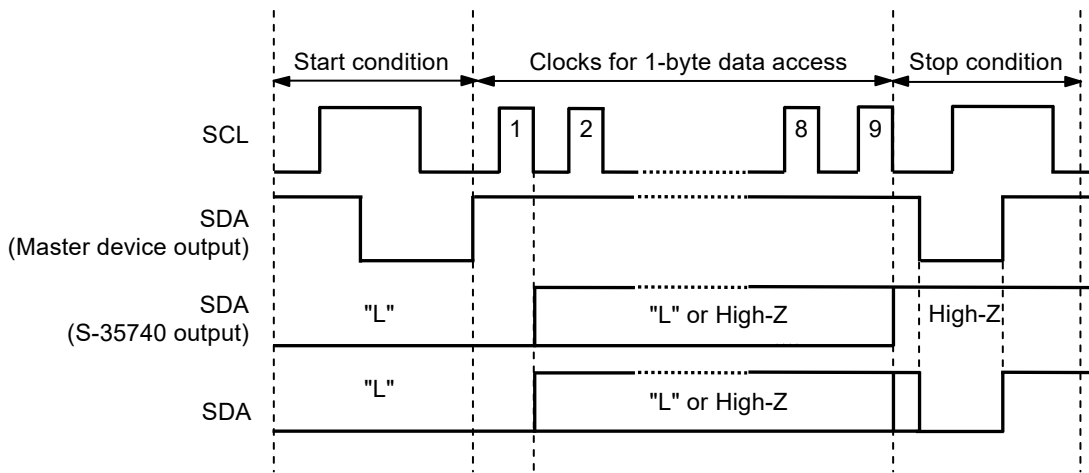 Start condition
Clocks for 1-byte data access
Stop condition
SCL
1
2
8
9
SDA
(Master device output)
SDA
(S-35740 output)
"L"
"L" or High-Z
High-Z
SDA
"L"
"L" or High-Z